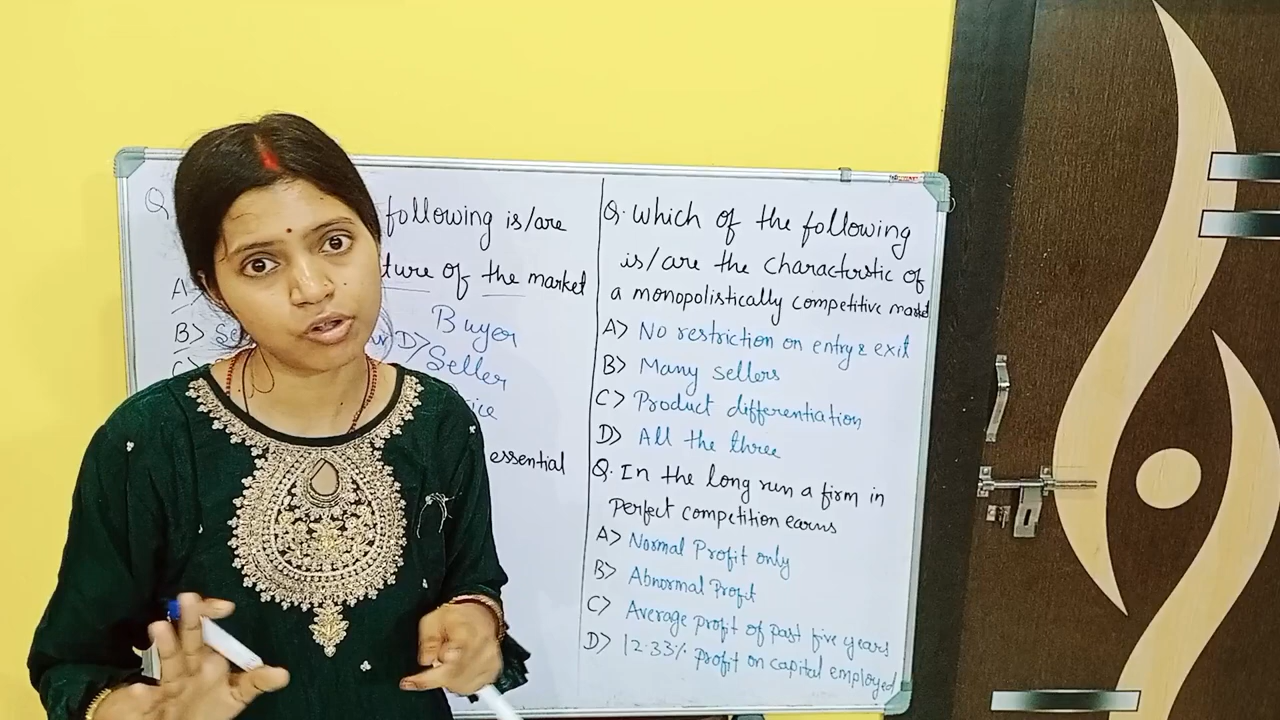 Q following is/are
ture of the market
A>
B> Se D> Buyer
Seller
ice
essential
Q. Which of the following
is/are the characterstic of
a monopolistically competitive market
A> No restriction on entry & exit
B> Many sellers
C> Product differentiation
D> All the three
Q. In the long run a firm in
Perfect competition earns
A> Normal Profit only
B> Abnormal Profit
C> Average profit of past five years
D> 12.33% profit on capital employed